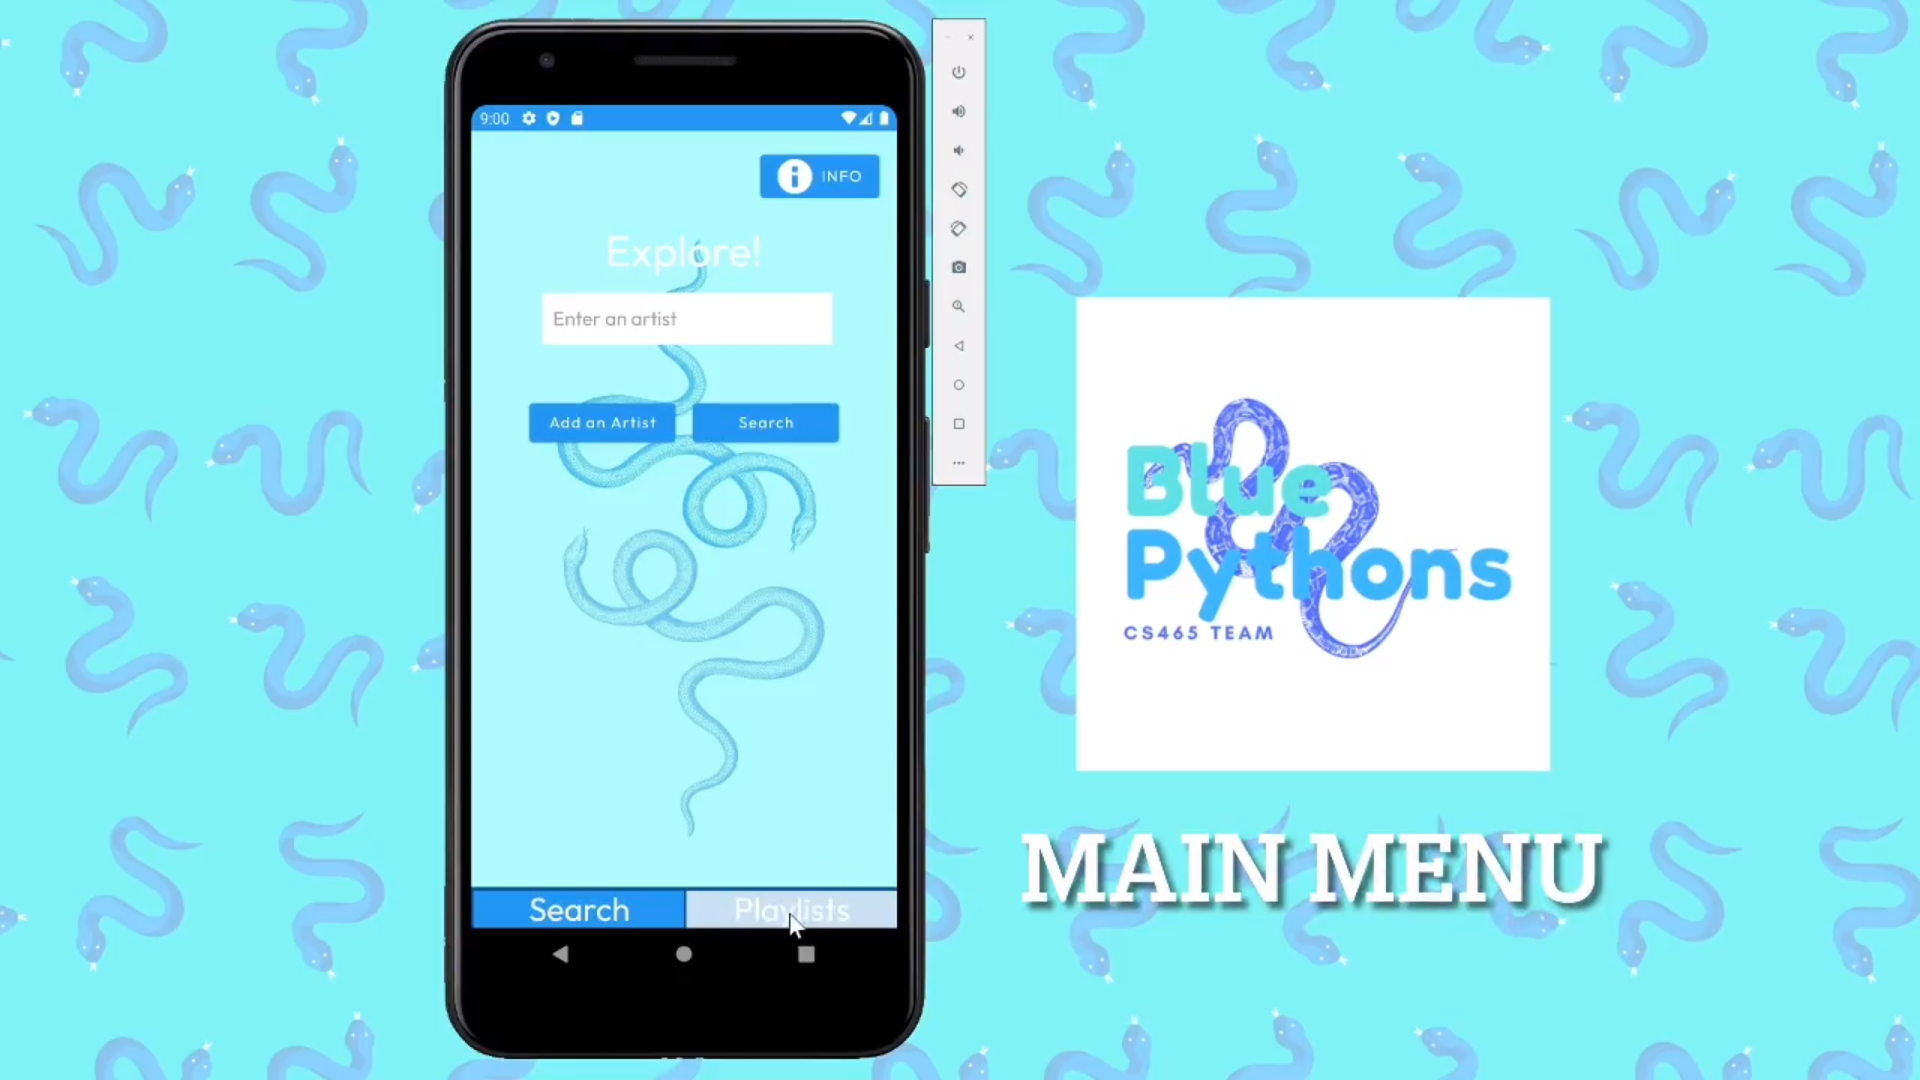 9:00
INFO
Explore!
Enter an artist
Add an Artist
Search
Search
Playlists
Blue
Pythons
CS465 TEAM
MAIN MENU